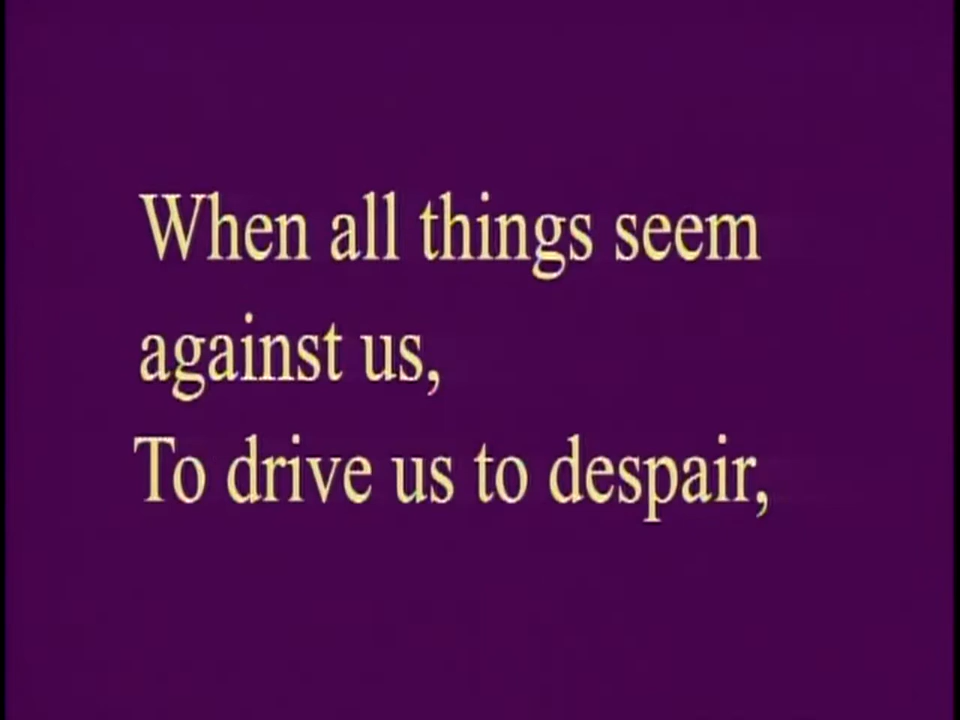 When all things seem
against us,
To drive us to despair,